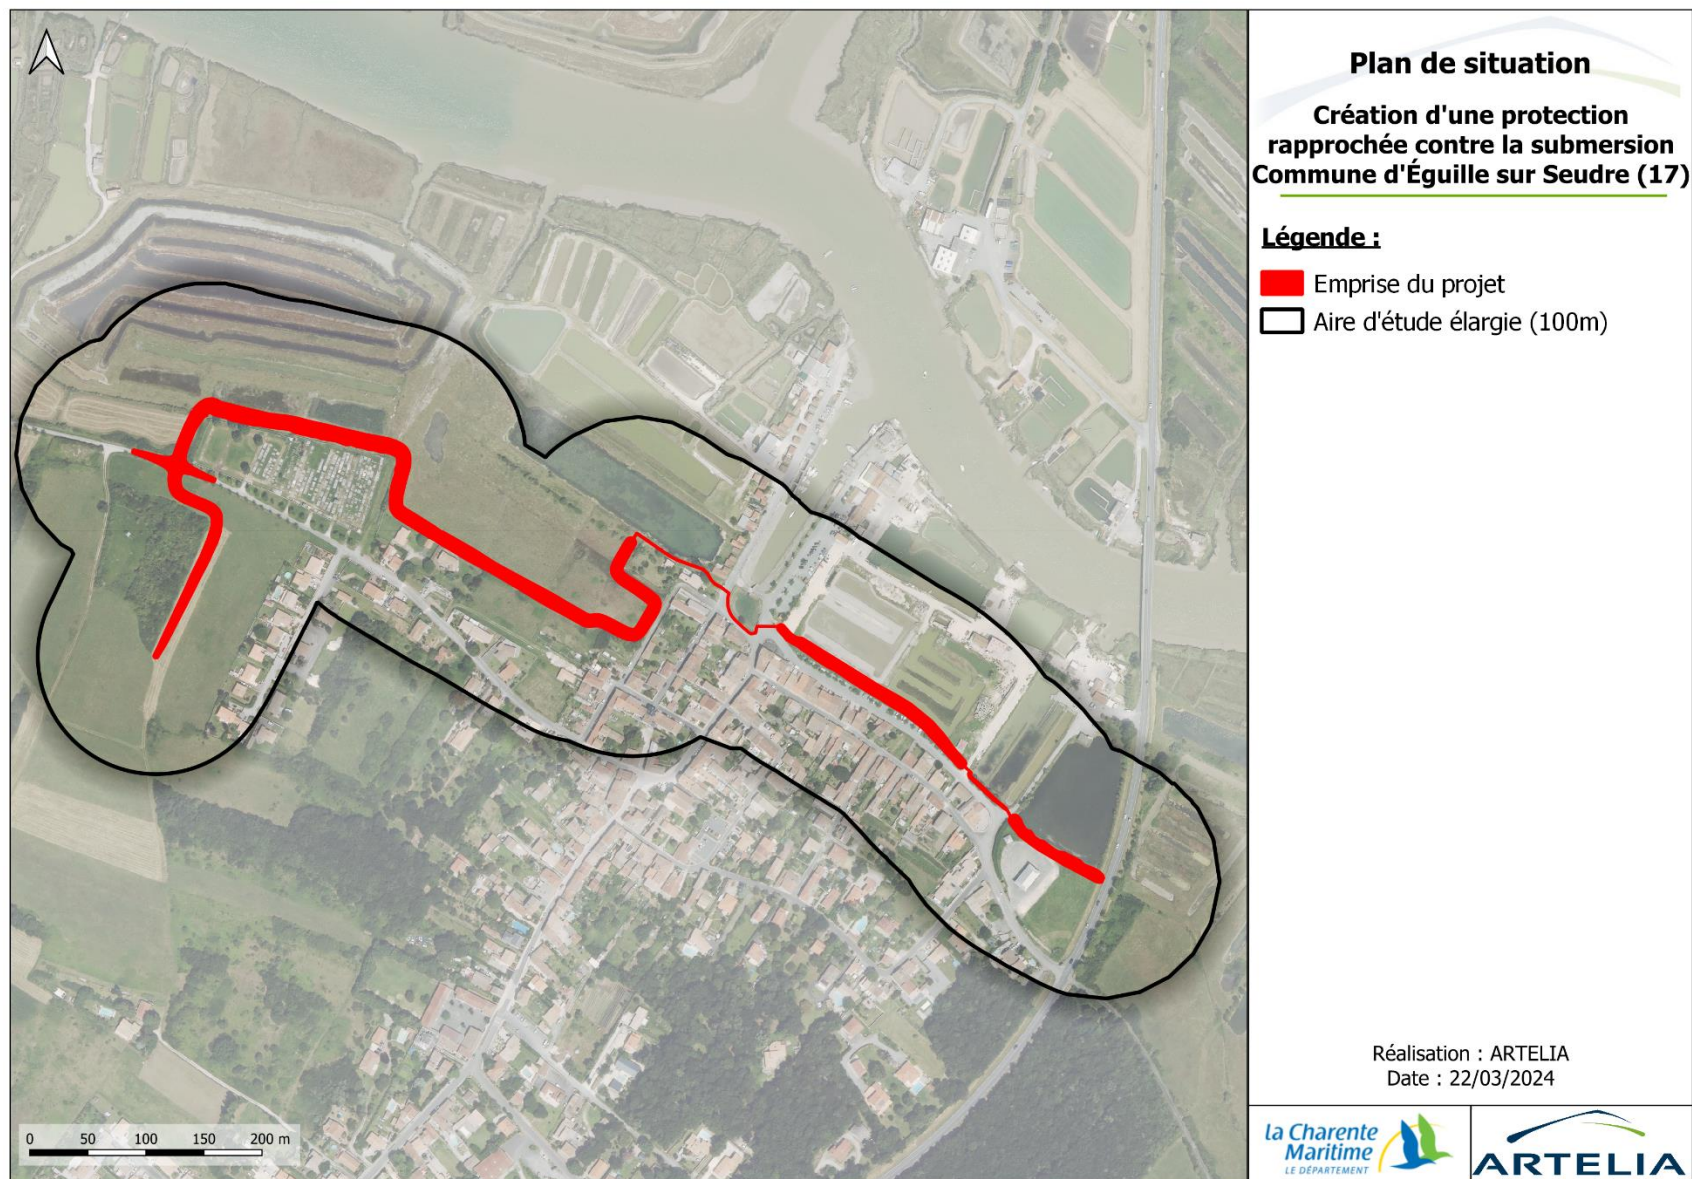 Plan de situation
Création d'une protection
rapprochée contre la submersion
Commune d'Éguille sur Seudre (17)
Légende :
Emprise du projet
Aire d'étude élargie (100m)
0 50 100 150 200 m
Réalisation : ARTELIA
Date : 22/03/2024
la Charente
Maritime
LE DÉPARTEMENT
ARTELIA